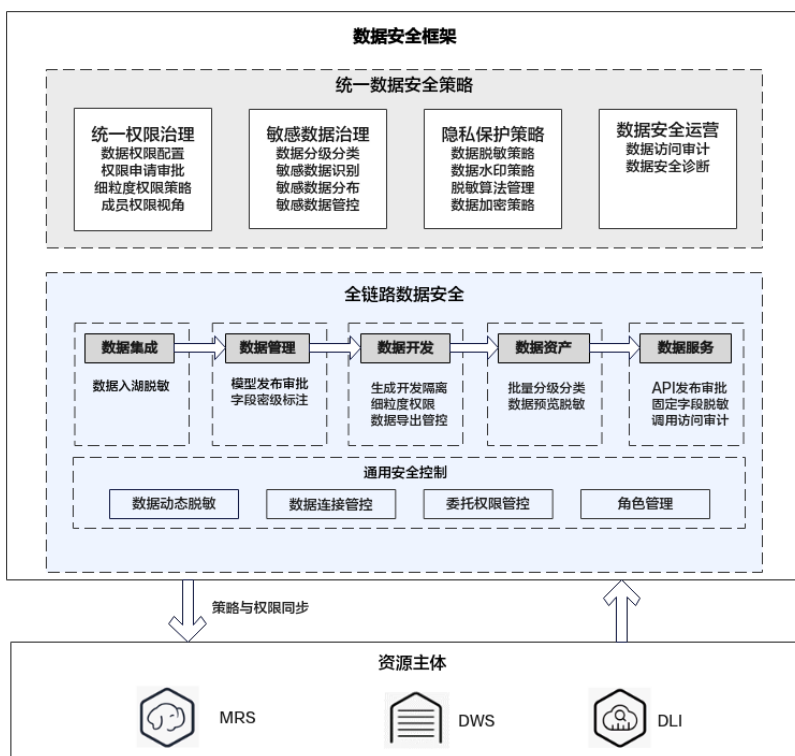 数据安全框架
统一数据安全策略
统一权限治理
数据权限配置
权限申请审批
细粒度权限策略
成员权限视角
敏感数据治理
数据分级分类
敏感数据识别
敏感数据分布
敏感数据管控
隐私保护策略
数据脱敏策略
数据水印策略
脱敏算法管理
数据加密策略
数据安全运营
数据访问审计
数据安全诊断
全链路数据安全
数据集成
数据入湖脱敏
数据管理
模型发布审批
字段密级标注
数据开发
生成开发隔离
细粒度权限
数据导出管控
数据资产
批量分级分类
数据预览脱敏
数据服务
API发布审批
固定字段脱敏
调用访问审计
通用安全控制
数据动态脱敏
数据连接管控
委托权限管控
角色管理
策略与权限同步
资源主体
MRS
DWS
DLI